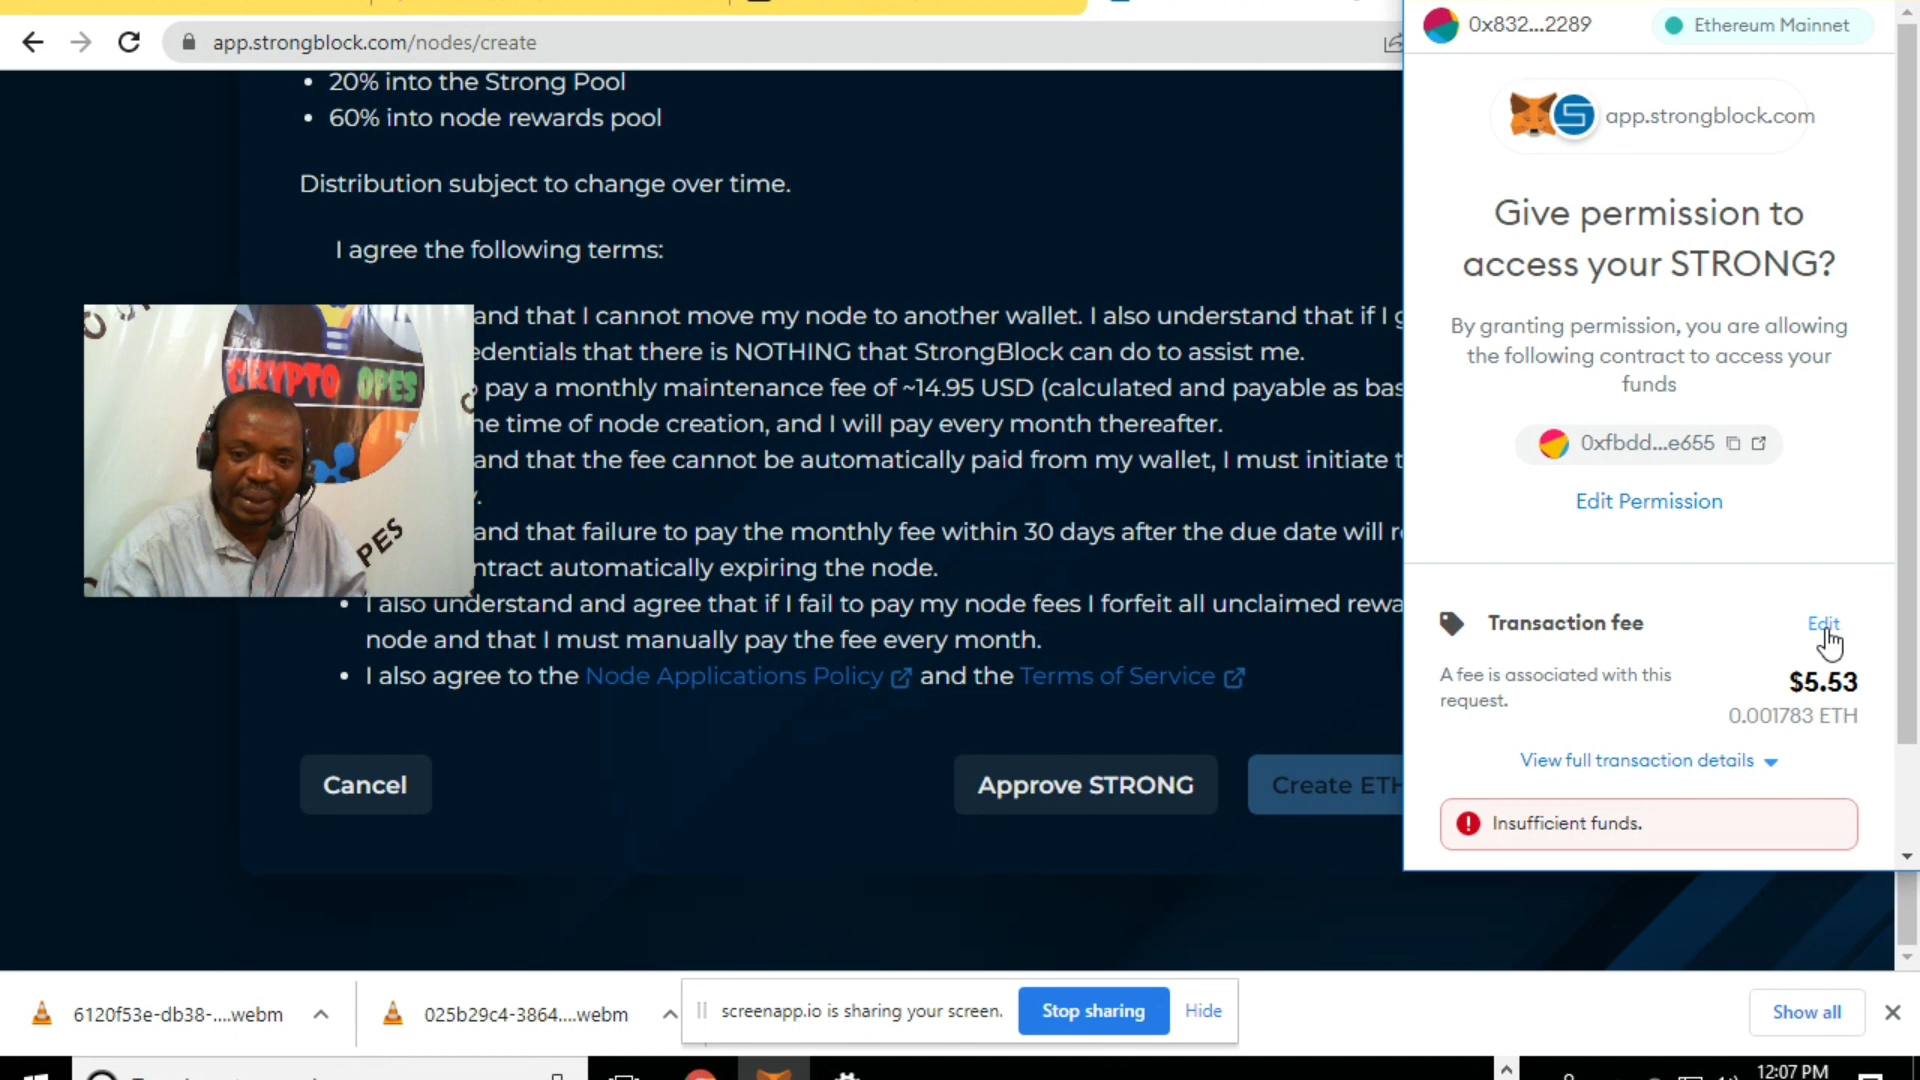 app.strongblock.com/nodes/create
20% into the Strong Pool
60% into node rewards pool
Distribution subject to change over time.
I agree the following terms:
and that I cannot move my node to another wallet. I also understand that if I
edentials that there is NOTHING that StrongBlock can do to assist me.
pay a monthly maintenance fee of ~14.95 USD (calculated and payable as
time of node creation, and I will pay every month thereafter.
and that the fee cannot be automatically paid from my wallet, I must initiate
and that failure to pay the monthly fee within 30 days after the due date will
ntract automatically expiring the node.
I also understand and agree that if I fail to pay my node fees I forfeit all unclaimed
node and that I must manually pay the fee every month.
I also agree to the Node Applications Policy and the Terms of Service
Cancel
Approve STRONG
Create ETH
CRYPTO OPES
PES
0x832...2289
Ethereum Mainnet
app.strongblock.com
Give permission to
access your STRONG?
By granting permission, you are allowing
the following contract to access your
funds
0xfbdd...e655
Edit Permission
Transaction fee
Edit
A fee is associated with this
request.
$5.53
0.001783 ETH
View full transaction details
Insufficient funds.
6120f53e-db38-....webm
025b29c4-3864....webm
screenapp.io is sharing your screen.
Stop sharing
Hide
Show all
12:07 PM